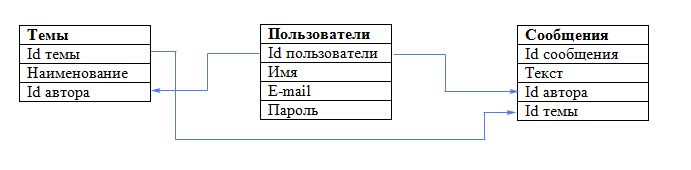 Темы
Id темы
Наименование
Id автора
Пользователи
Id пользователи
Имя
E-mail
Пароль
Сообщения
Id сообщения
Текст
Id автора
Id темы